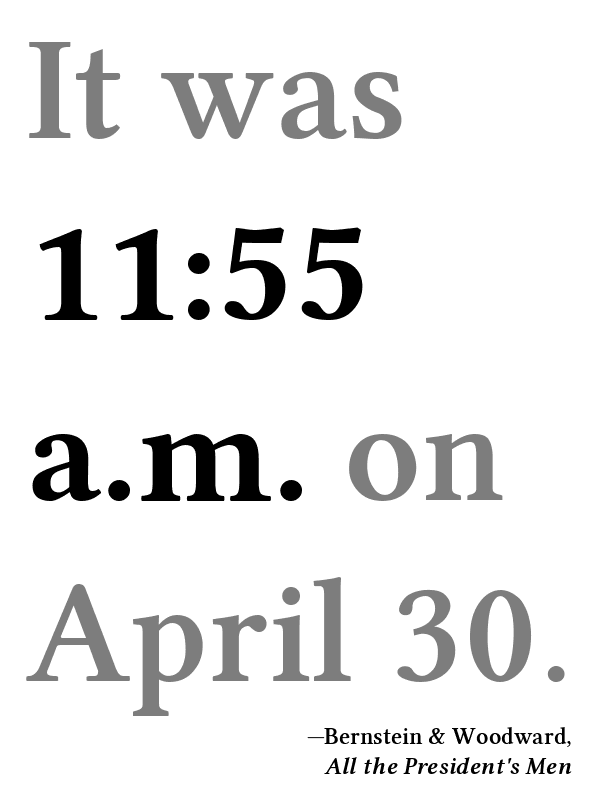 It was
11:55
a.m. on
April 30.
—Bernstein & Woodward,
All the President's Men